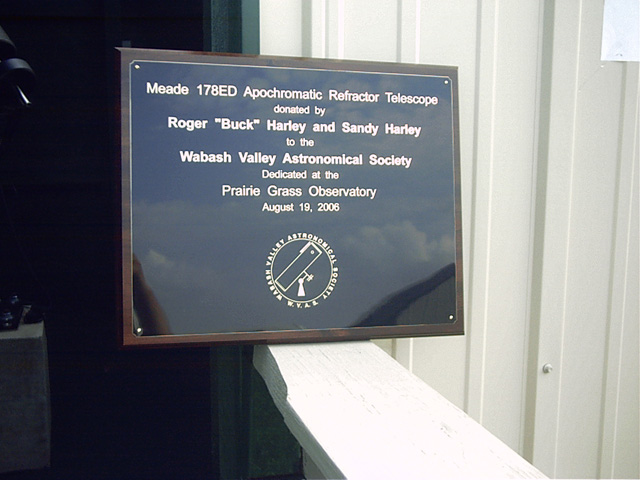 Meade 178ED Apochromatic Refractor Telescope
donated by
Roger "Buck" Harley and Sandy Harley
to the
Wabash Valley Astronomical Society
Dedicated at the
Prairie Grass Observatory
August 19, 2006
WABASH VALLEY ASTRONOMICAL SOCIETY
W.V.A.S.